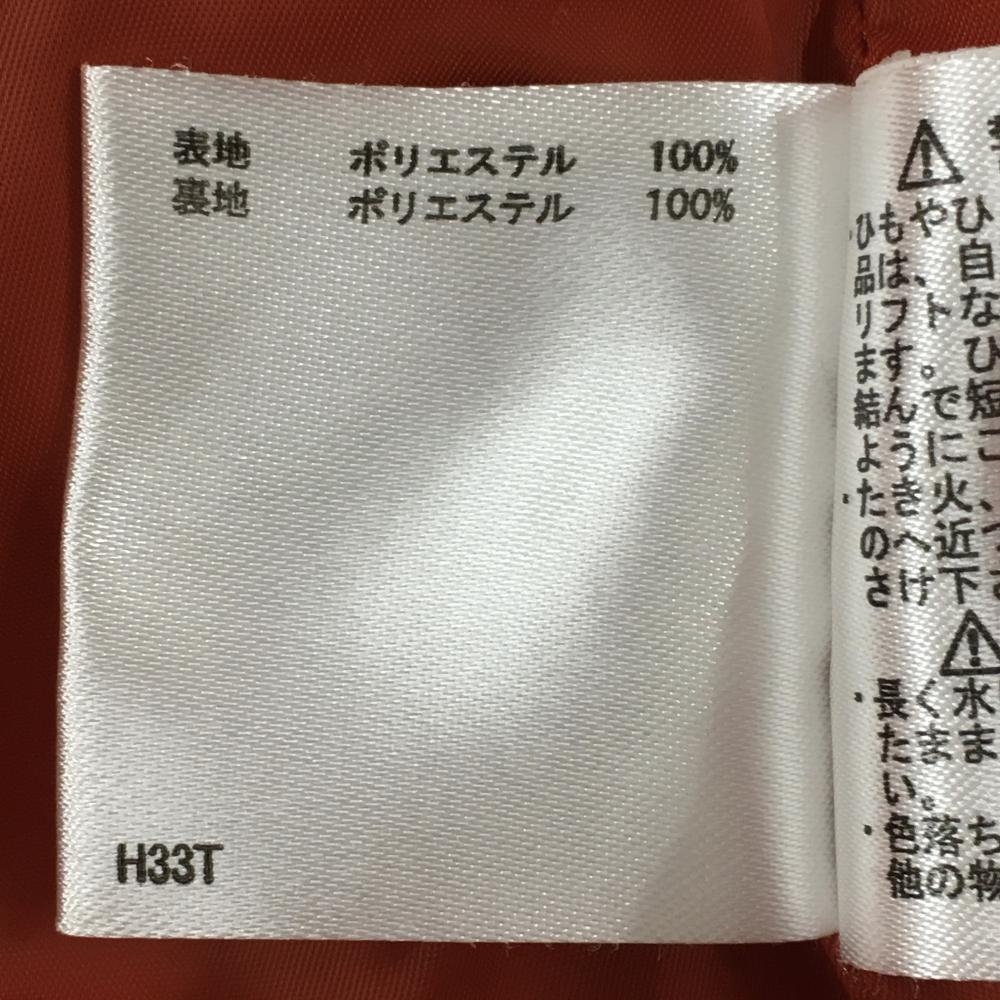 表地 ポリエステル 100%
裏地 ポリエステル 100%
H33T
・ひもやひ
品は、自
リフトな
ます。ひ
結んで短
ようにこ
・たき火、
のへ近
さけ下さ
・長く水
たまま
い。
・色落ち
他の物